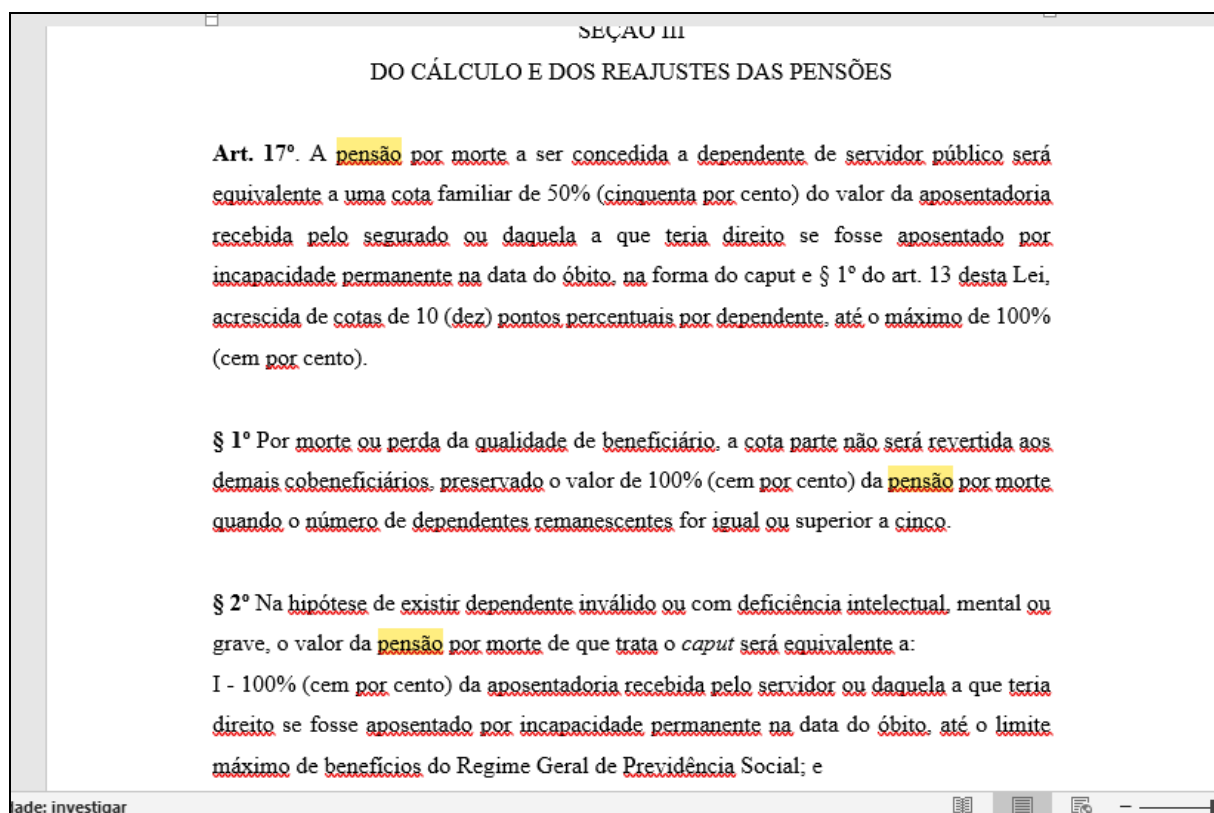 SEÇÃO III
DO CÁLCULO E DOS REAJUSTES DAS PENSÕES
Art. 17º. A pensão por morte a ser concedida a dependente de servidor público será
equivalente a uma cota familiar de 50% (cinquenta por cento) do valor da aposentadoria
recebida pelo segurado ou daquela a que teria direito se fosse aposentado por
incapacidade permanente na data do óbito, na forma do caput e § 1º do art. 13 desta Lei,
acrescida de cotas de 10 (dez) pontos percentuais por dependente, até o máximo de 100%
(cem por cento).
§ 1º Por morte ou perda da qualidade de beneficiário, a cota parte não será revertida aos
demais cobeneficiários, preservado o valor de 100% (cem por cento) da pensão por morte
quando o número de dependentes remanescentes for igual ou superior a cinco.
§ 2º Na hipótese de existir dependente inválido ou com deficiência intelectual, mental ou
grave, o valor da pensão por morte de que trata o caput será equivalente a:
I - 100% (cem por cento) da aposentadoria recebida pelo servidor ou daquela a que teria
direito se fosse aposentado por incapacidade permanente na data do óbito, até o limite
máximo de benefícios do Regime Geral de Previdência Social; e
lade: investigar